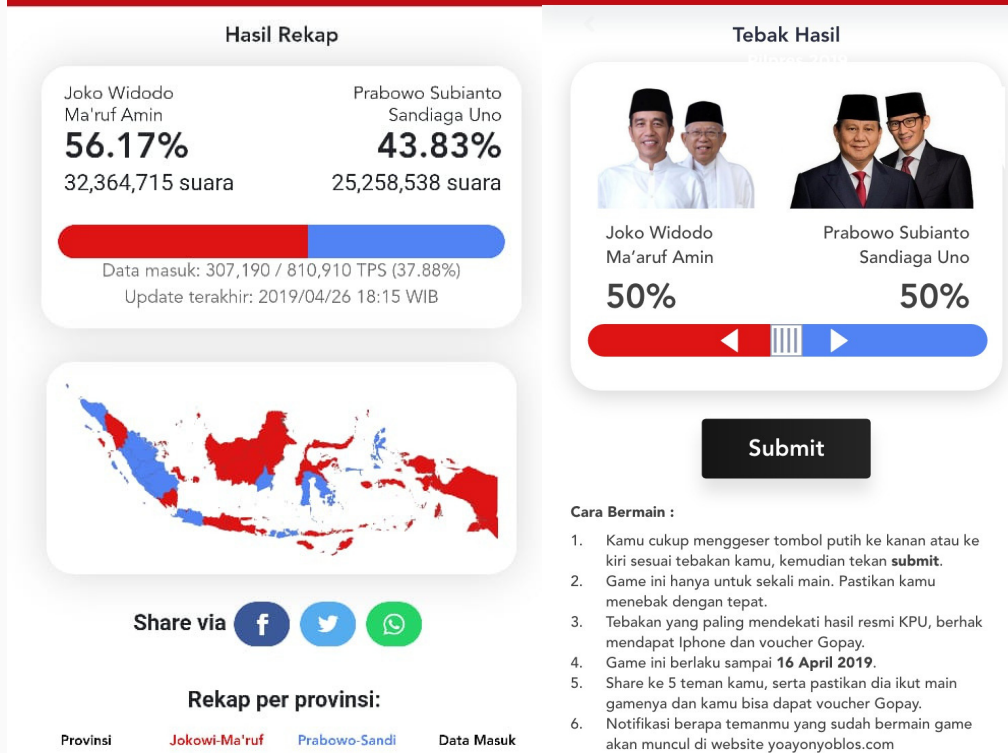 Hasil Rekap
Joko Widodo
Ma'ruf Amin
56.17%
32,364,715 suara
Prabowo Subianto
Sandiaga Uno
43.83%
25,258,538 suara
Data masuk: 307,190 / 810,910 TPS (37.88%)
Update terakhir: 2019/04/26 18:15 WIB
Share via
Rekap per provinsi:
Provinsi Jokowi-Ma'ruf Prabowo-Sandi Data Masuk
Tebak Hasil
Pilpres 2019
Joko Widodo
Ma’aruf Amin
50%
Prabowo Subianto
Sandiaga Uno
50%
Submit
Cara Bermain :
1. Kamu cukup menggeser tombol putih ke kanan atau ke
kiri sesuai tebakan kamu, kemudian tekan submit.
2. Game ini hanya untuk sekali main. Pastikan kamu
menebak dengan tepat.
3. Tebakan yang paling mendekati hasil resmi KPU, berhak
mendapat Iphone dan voucher Gopay.
4. Game ini berlaku sampai 16 April 2019.
5. Share ke 5 teman kamu, serta pastikan dia ikut main
gamenya dan kamu bisa dapat voucher Gopay.
6. Notifikasi berapa temanmu yang sudah bermain game
akan muncul di website yoayonyoblos.com